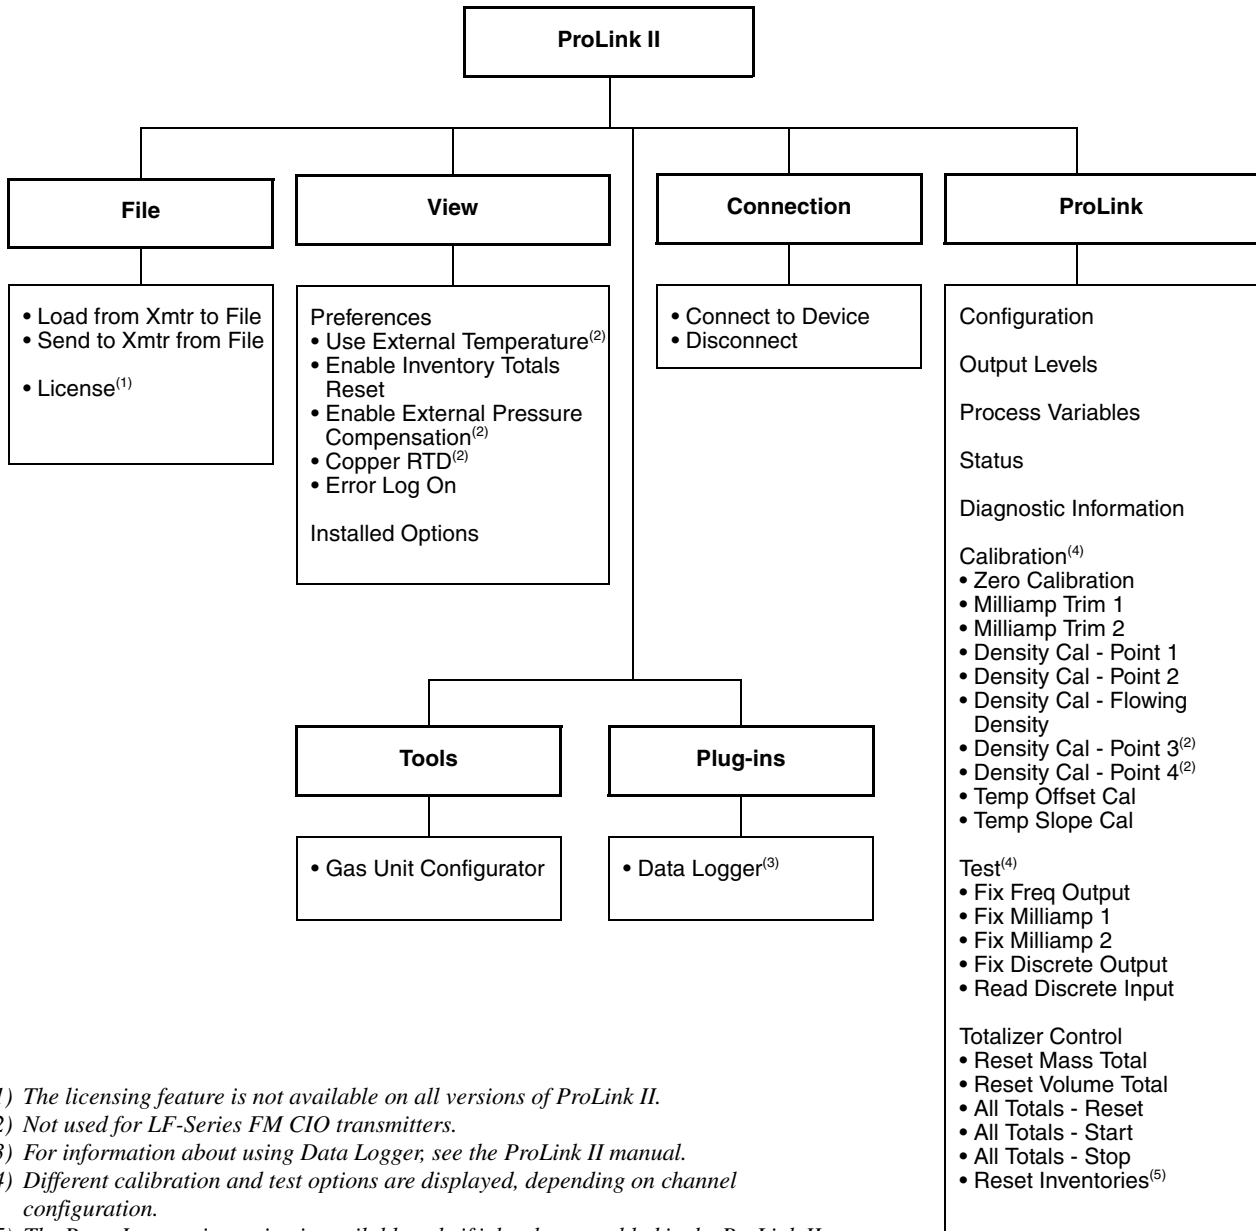 ProLink II
File
View
Connection
ProLink
• Load from Xmtr to File
• Send to Xmtr from File
• License(1)
Preferences
• Use External Temperature(2)
• Enable Inventory Totals
Reset
• Enable External Pressure
Compensation(2)
• Copper RTD(2)
• Error Log On
Installed Options
• Connect to Device
• Disconnect
Configuration
Output Levels
Process Variables
Status
Diagnostic Information
Calibration(4)
• Zero Calibration
• Milliamp Trim 1
• Milliamp Trim 2
• Density Cal - Point 1
• Density Cal - Point 2
• Density Cal - Flowing
Density
• Density Cal - Point 3(2)
• Density Cal - Point 4(2)
• Temp Offset Cal
• Temp Slope Cal
Test(4)
• Fix Freq Output
• Fix Milliamp 1
• Fix Milliamp 2
• Fix Discrete Output
• Read Discrete Input
Totalizer Control
• Reset Mass Total
• Reset Volume Total
• All Totals - Reset
• All Totals - Start
• All Totals - Stop
• Reset Inventories(5)
Tools
Plug-ins
• Gas Unit Configurator
• Data Logger(3)
1) The licensing feature is not available on all versions of ProLink II.
2) Not used for LF-Series FM CIO transmitters.
3) For information about using Data Logger, see the ProLink II manual.
4) Different calibration and test options are displayed, depending on channel
configuration.